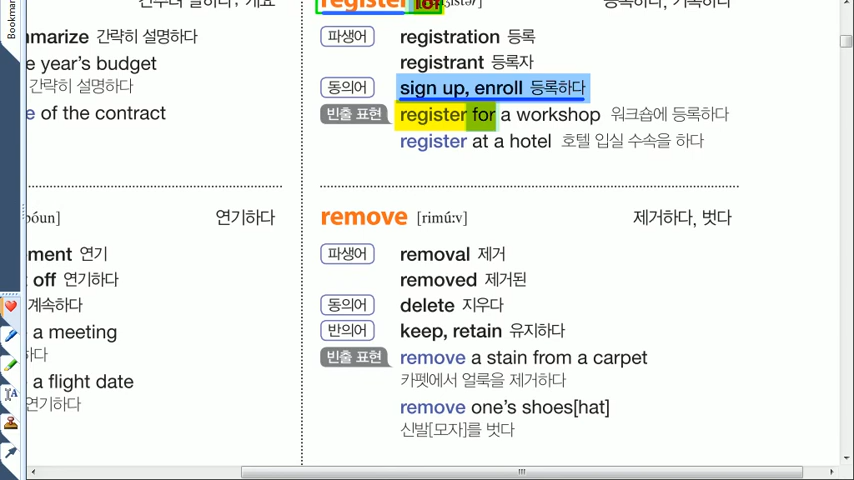 Bookmar
register for
등록하다, 기록하다
mmarize 간략히 설명하다
e year's budget
간략히 설명하다
e of the contract
파생어 registration 등록
registrant 등록자
동의어 sign up, enroll 등록하다
빈출 표현 register for a workshop 워크숍에 등록하다
register at a hotel 호텔 입실 수속을 하다
póun] 연기하다
ment 연기
off 연기하다
계속하다
a meeting
하다
a flight date
연기하다
remove [rimúːv] 제거하다, 벗다
파생어 removal 제거
removed 제거된
동의어 delete 지우다
반의어 keep, retain 유지하다
빈출 표현 remove a stain from a carpet
카펫에서 얼룩을 제거하다
remove one's shoes[hat]
신발[모자]를 벗다